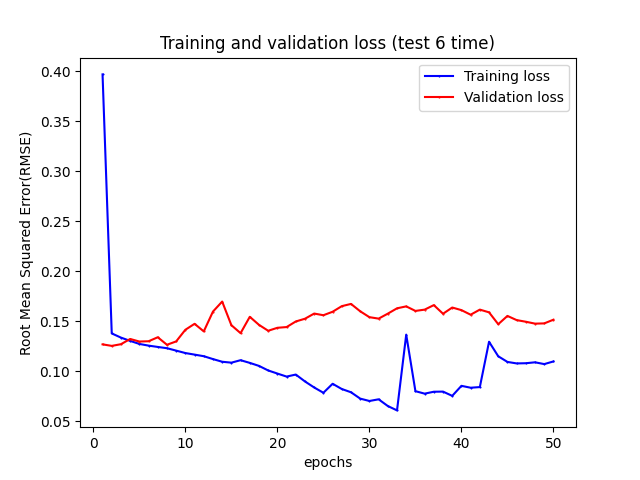 Training and validation loss (test 6 time)
Training loss
Validation loss
Root Mean Squared Error(RMSE)
0.40
0.35
0.30
0.25
0.20
0.15
0.10
0.05
0
10
20
30
40
50
epochs